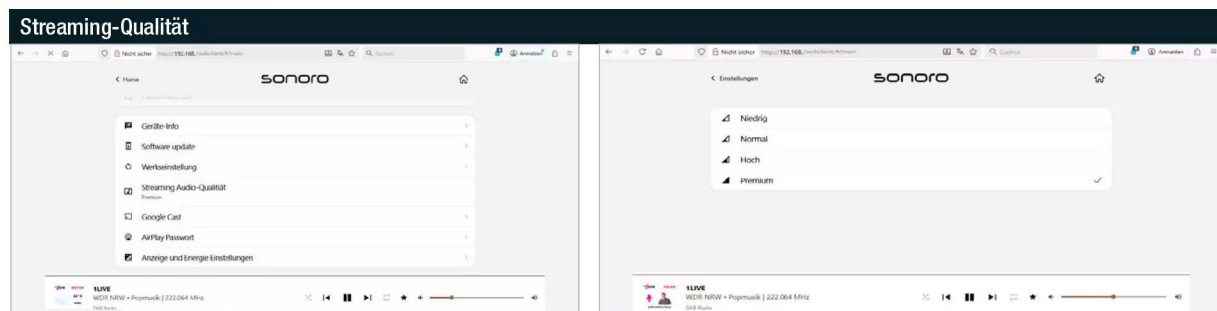 Streaming-Qualität
Nicht sicher
Suchen
Anmelden
Home
sonoro
Geräte-Info
Software update
Werkseinstellung
Streaming Audio-Qualität
Premium
Google Cast
AirPlay Passwort
Anzeige und Energie Einstellungen
1LIVE
WDR NRW • Popmusik | 222.064 MHz
DAB Radio
Nicht sicher
Suchen
Anmelden
Einstellungen
sonoro
Niedrig
Normal
Hoch
Premium
1LIVE
WDR NRW • Popmusik | 222.064 MHz
DAB Radio